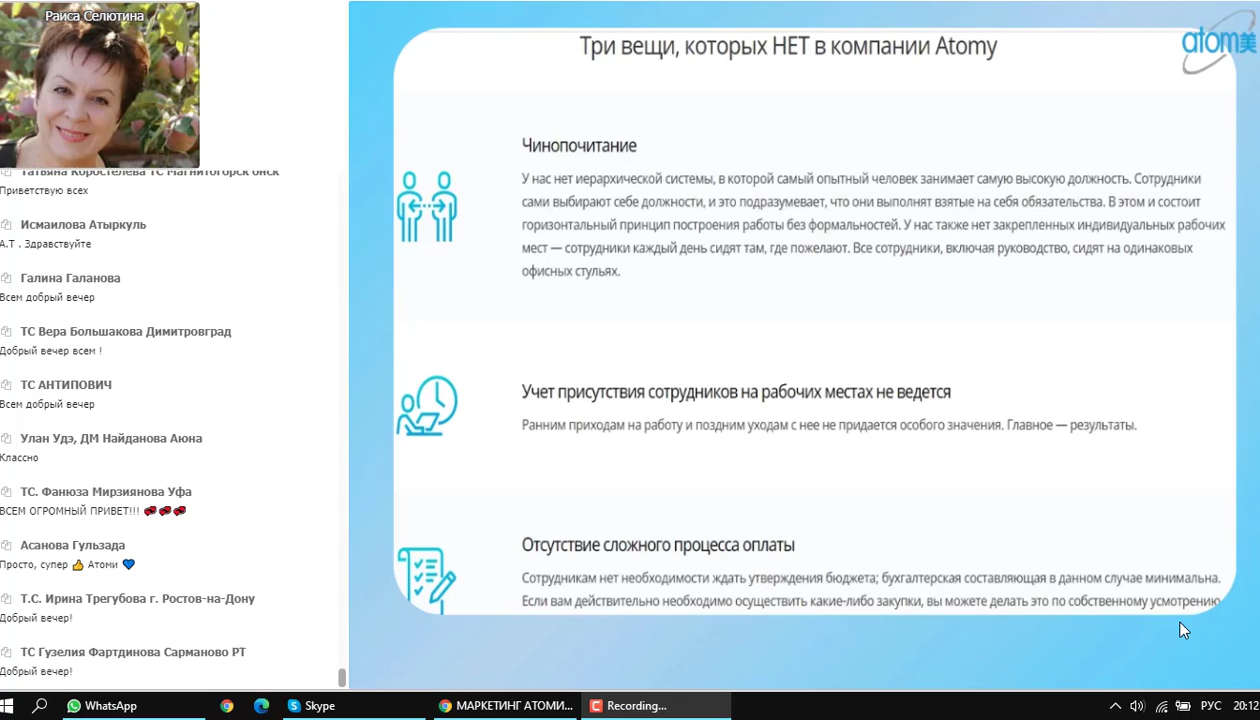 Раиса Селютина
Татьяна Коростелева ТС Магнитогорск
Приветствую всех
Исмаилова Атыркуль
А.Т . Здравствуйте
Галина Галанова
Всем добрый вечер
ТС Вера Большакова Димитровград
Добрый вечер всем !
ТС АНТИПОВИЧ
Всем добрый вечер
Улан Удэ, ДМ Найданова Аюна
Классно
ТС. Фанюза Мирзиянова Уфа
ВСЕМ ОГРОМНЫЙ ПРИВЕТ!!!
Асанова Гульзада
Просто, супер 👍 Атоми 💙
Т.С. Ирина Трегубова г. Ростов-на-Дону
Добрый вечер!
ТС Гузелия Фартдинова Сарманово РТ
Добрый вечер!
Три вещи, которых НЕТ в компании Atomy
atom美
Чинопочитание
У нас нет иерархической системы, в которой самый опытный человек занимает самую высокую должность. Сотрудники
сами выбирают себе должности, и это подразумевает, что они выполнят взятые на себя обязательства. В этом и состоит
горизонтальный принцип построения работы без формальностей. У нас также нет закрепленных индивидуальных рабочих
мест — сотрудники каждый день сидят там, где пожелают. Все сотрудники, включая руководство, сидят на одинаковых
офисных стульях.
Учет присутствия сотрудников на рабочих местах не ведется
Ранним приходам на работу и поздним уходам с нее не придается особого значения. Главное — результаты.
Отсутствие сложного процесса оплаты
Сотрудникам нет необходимости ждать утверждения бюджета; бухгалтерская составляющая в данном случае минимальна.
Если вам действительно необходимо осуществить какие-либо закупки, вы можете делать это по собственному усмотрению
WhatsApp
Skype
МАРКЕТИНГ АТОМИ...
Recording...
РУС
20:12